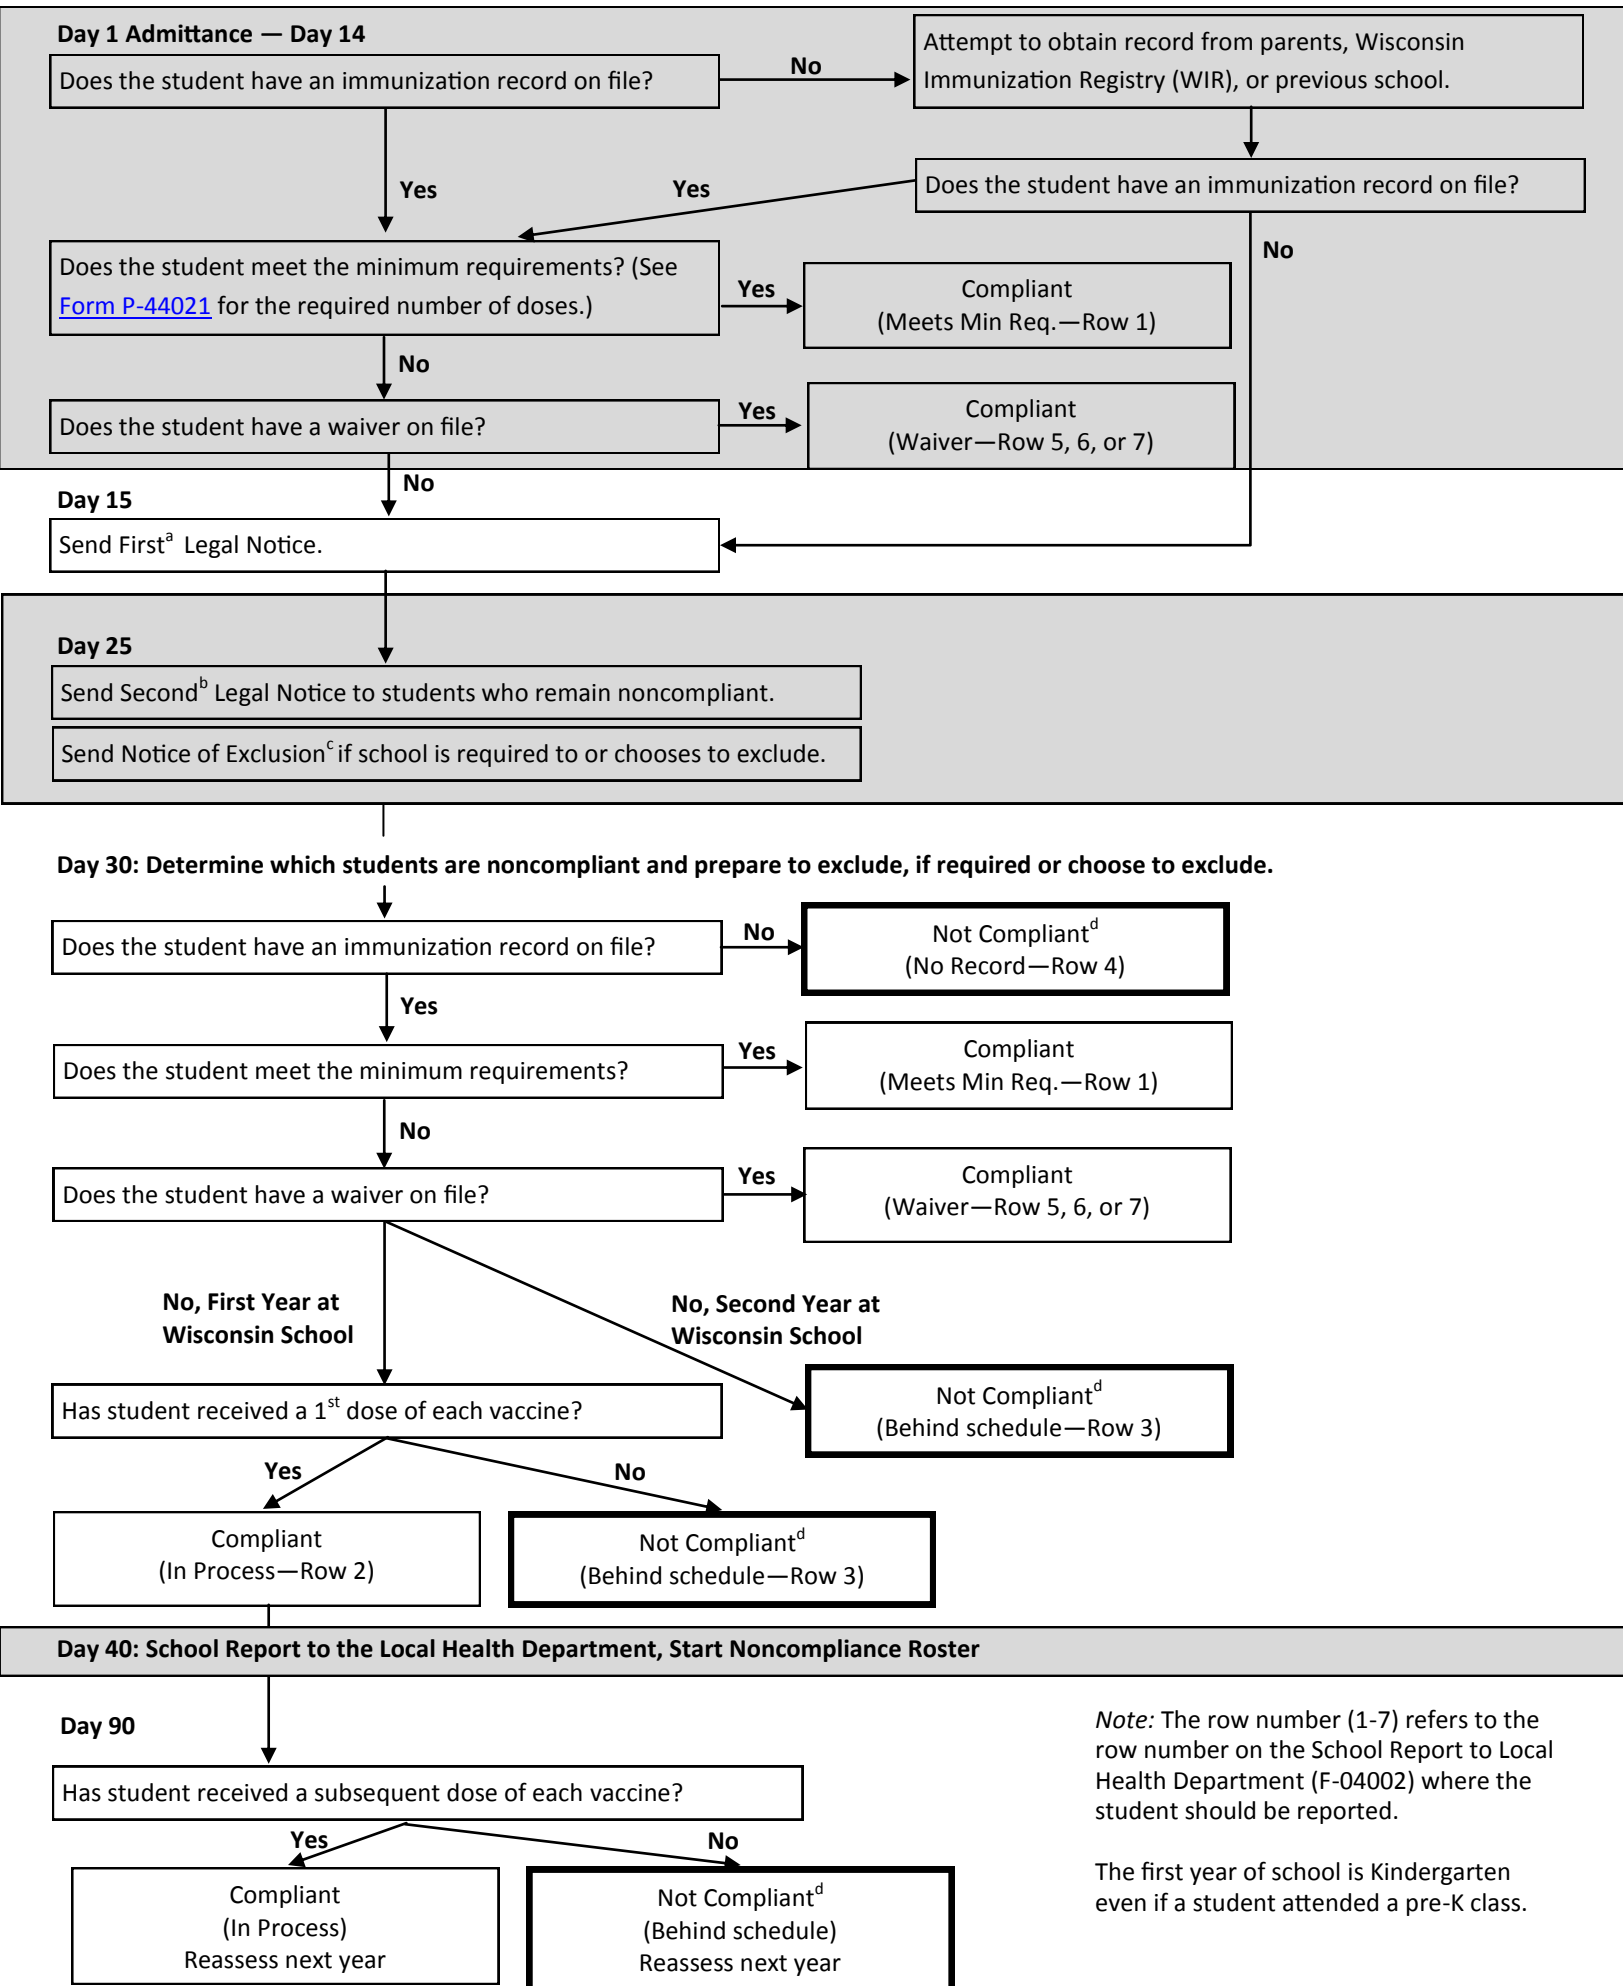 Day 1 Admittance — Day 14
Does the student have an immunization record on file?
No
Attempt to obtain record from parents, Wisconsin
Immunization Registry (WIR), or previous school.
Yes
Yes
Does the student have an immunization record on file?
No
Does the student meet the minimum requirements? (See
Form P-44021 for the required number of doses.)
Yes
Compliant
(Meets Min Req.—Row 1)
No
Does the student have a waiver on file?
Yes
Compliant
(Waiver—Row 5, 6, or 7)
No
Day 15
Send First^a Legal Notice.
Day 25
Send Second^b Legal Notice to students who remain noncompliant.
Send Notice of Exclusion^c if school is required to or chooses to exclude.
Day 30: Determine which students are noncompliant and prepare to exclude, if required or choose to exclude.
Does the student have an immunization record on file?
No
Not Compliant^d
(No Record—Row 4)
Yes
Does the student meet the minimum requirements?
Yes
Compliant
(Meets Min Req.—Row 1)
No
Does the student have a waiver on file?
Yes
Compliant
(Waiver—Row 5, 6, or 7)
No, First Year at
Wisconsin School
No, Second Year at
Wisconsin School
Has student received a 1^st dose of each vaccine?
Not Compliant^d
(Behind schedule—Row 3)
Yes
No
Compliant
(In Process—Row 2)
Not Compliant^d
(Behind schedule—Row 3)
Day 40: School Report to the Local Health Department, Start Noncompliance Roster
Day 90
Has student received a subsequent dose of each vaccine?
Yes
No
Compliant
(In Process)
Reassess next year
Not Compliant^d
(Behind schedule)
Reassess next year
Note: The row number (1-7) refers to the
row number on the School Report to Local
Health Department (F-04002) where the
student should be reported.
The first year of school is Kindergarten
even if a student attended a pre-K class.